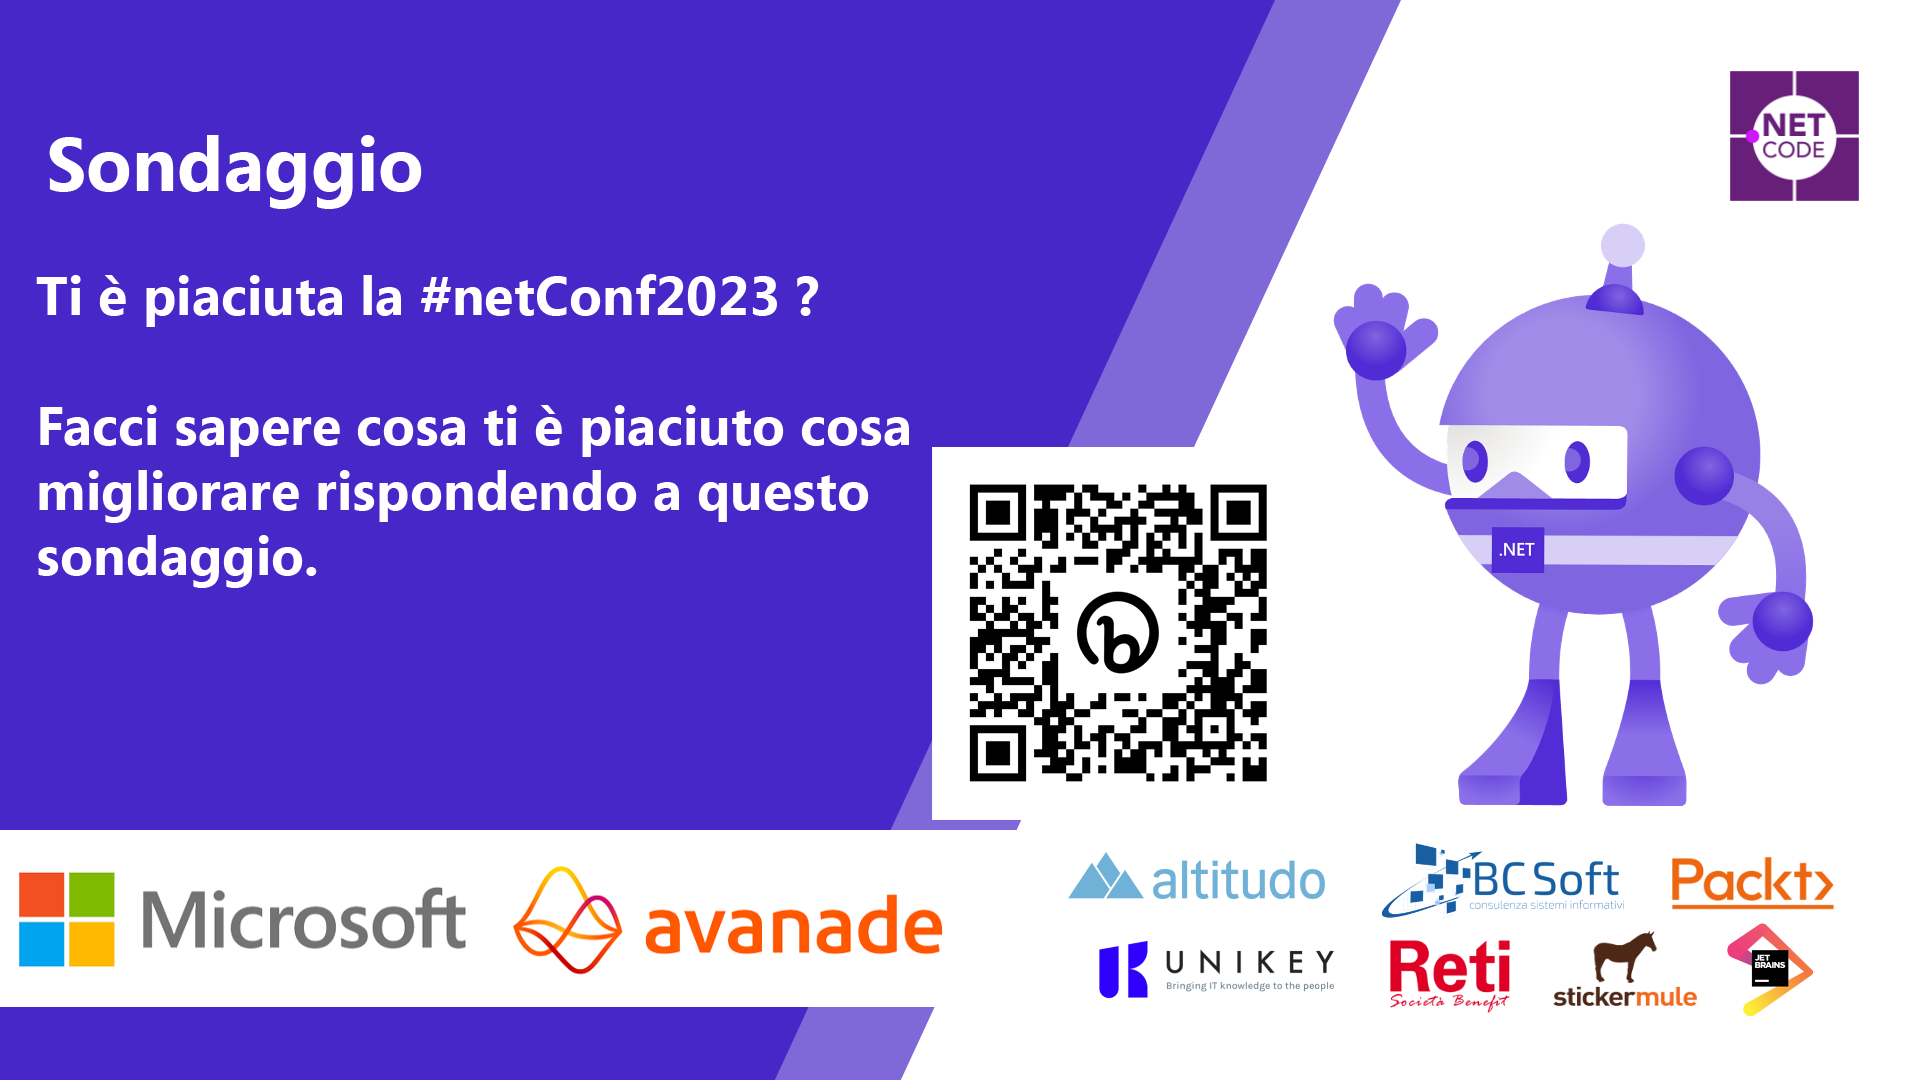 Sondaggio
Ti è piaciuta la #netConf2023 ?
Facci sapere cosa ti è piaciuto cosa
migliorare rispondendo a questo
sondaggio.
NET
CODE
.NET
b
Microsoft
avanade
altitudo
BC Soft
consulenza sistemi informativi
Packt>
UNIKEY
Bringing IT knowledge to the people
Reti
Società Benefit
stickermule
JET
BRAINS